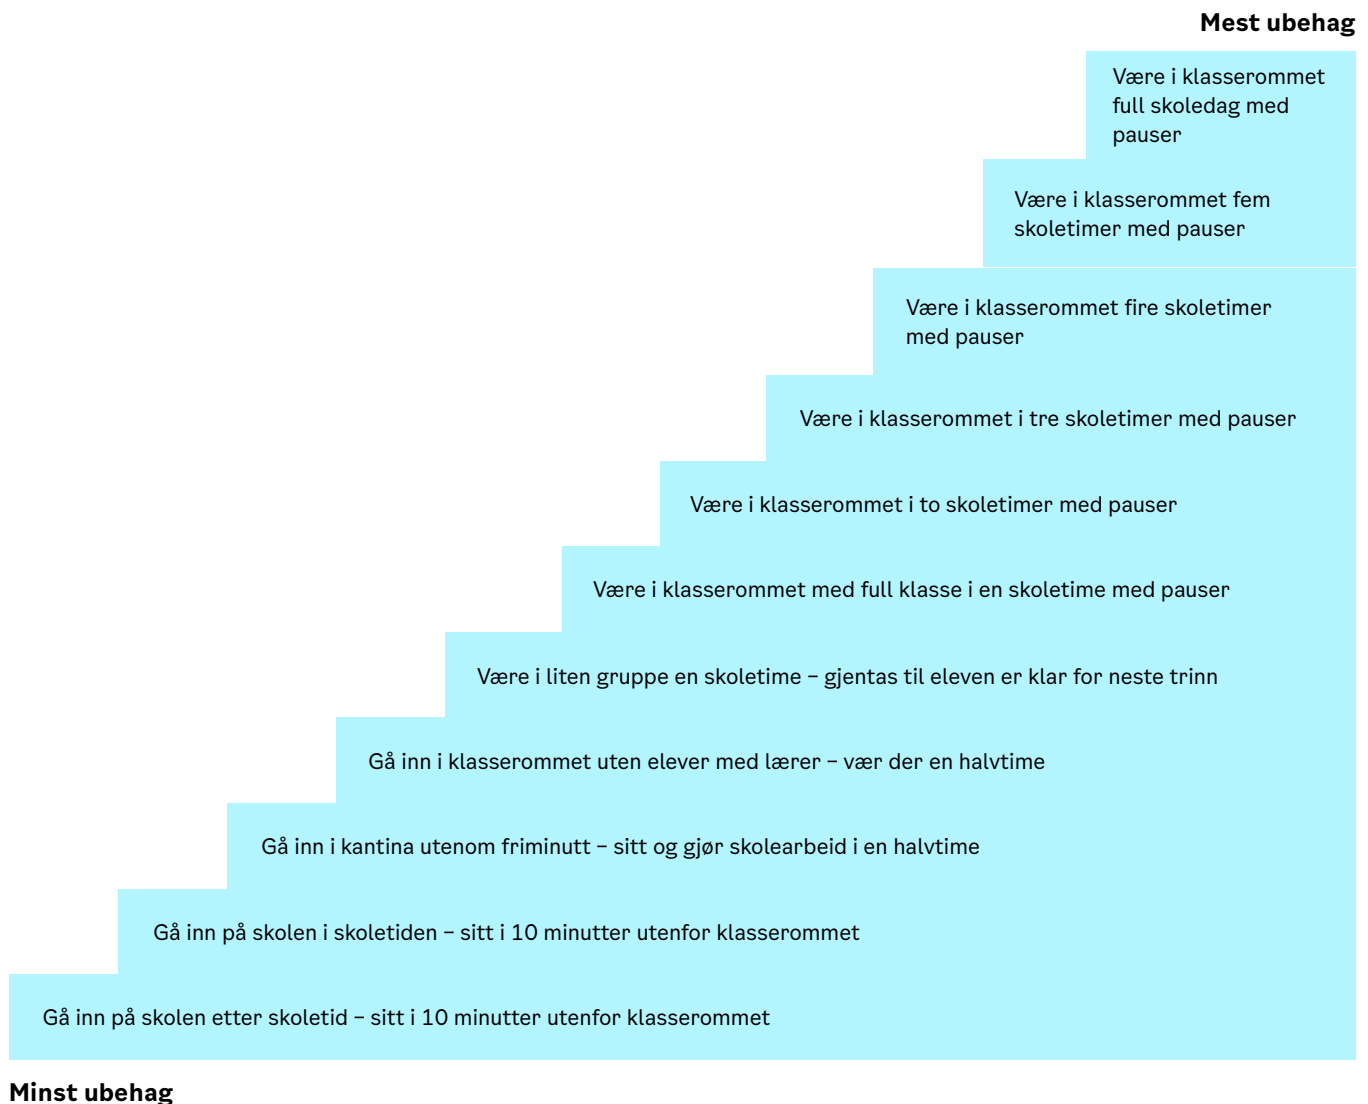 Mest ubehag
Være i klasserommet
full skoledag med
pauser
Være i klasserommet fem
skoletimer med pauser
Være i klasserommet fire skoletimer
med pauser
Være i klasserommet i tre skoletimer med pauser
Være i klasserommet i to skoletimer med pauser
Være i klasserommet med full klasse i en skoletime med pauser
Være i liten gruppe en skoletime – gjentas til eleven er klar for neste trinn
Gå inn i klasserommet uten elever med lærer – vær der en halvtime
Gå inn i kantina utenom friminutt – sitt og gjør skolearbeid i en halvtime
Gå inn på skolen i skoletiden – sitt i 10 minutter utenfor klasserommet
Gå inn på skolen etter skoletid – sitt i 10 minutter utenfor klasserommet
Minst ubehag